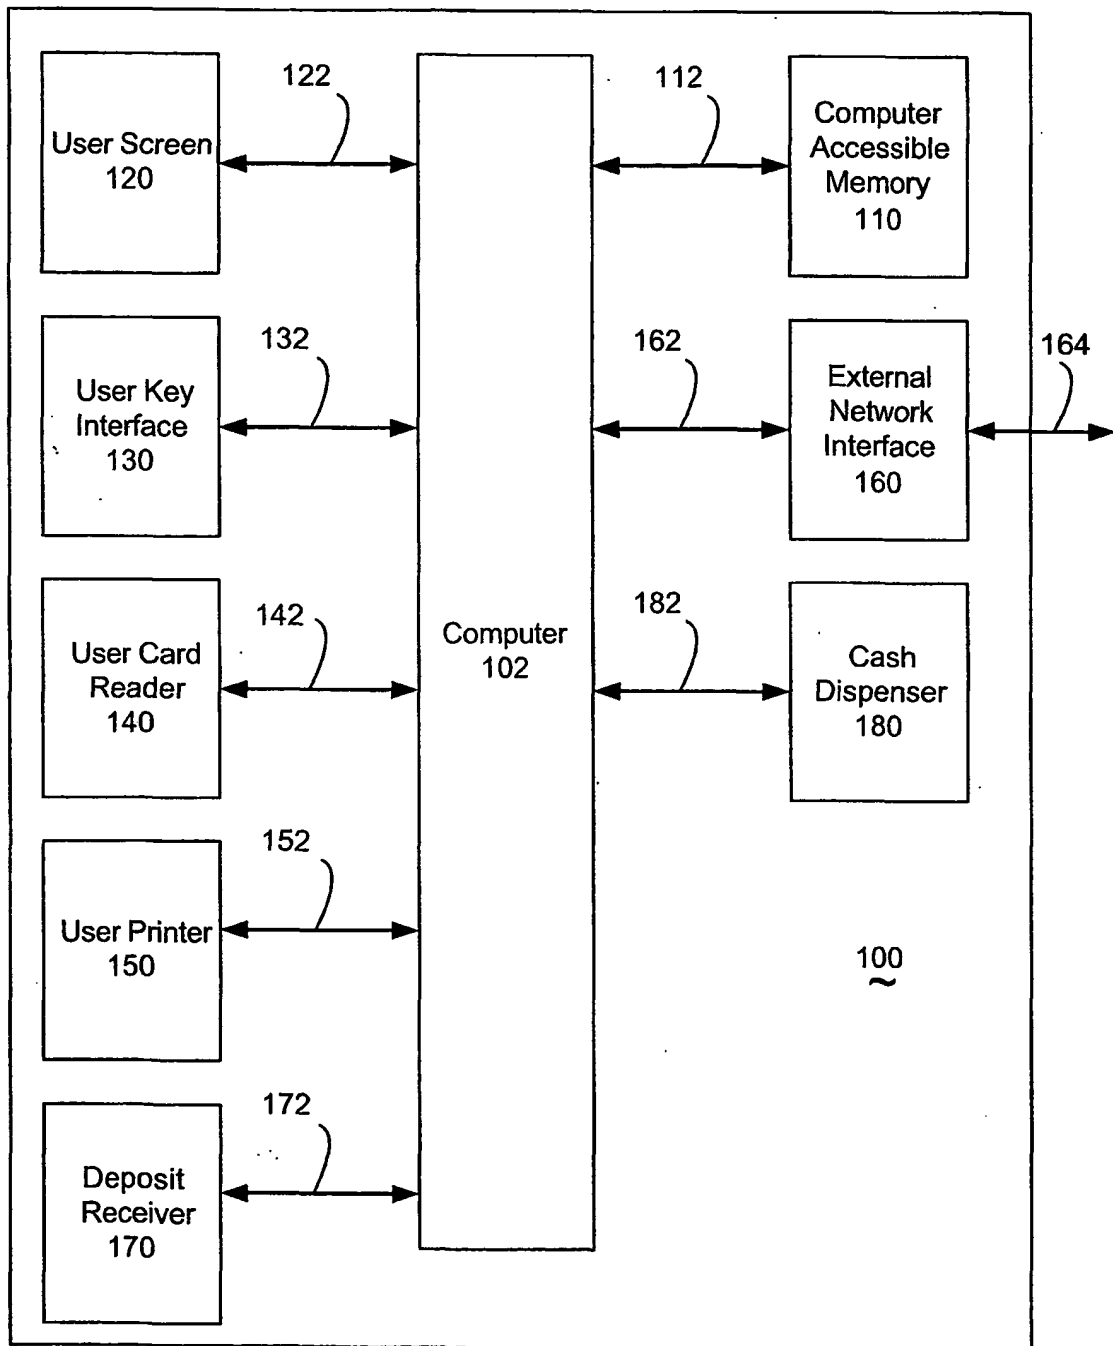 122
112
User Screen
120
Computer
Accessible
Memory
110
132
162
164
User Key
Interface
130
External
Network
Interface
160
142
182
User Card
Reader
140
Computer
102
Cash
Dispenser
180
152
User Printer
150
100
172
Deposit
Receiver
170